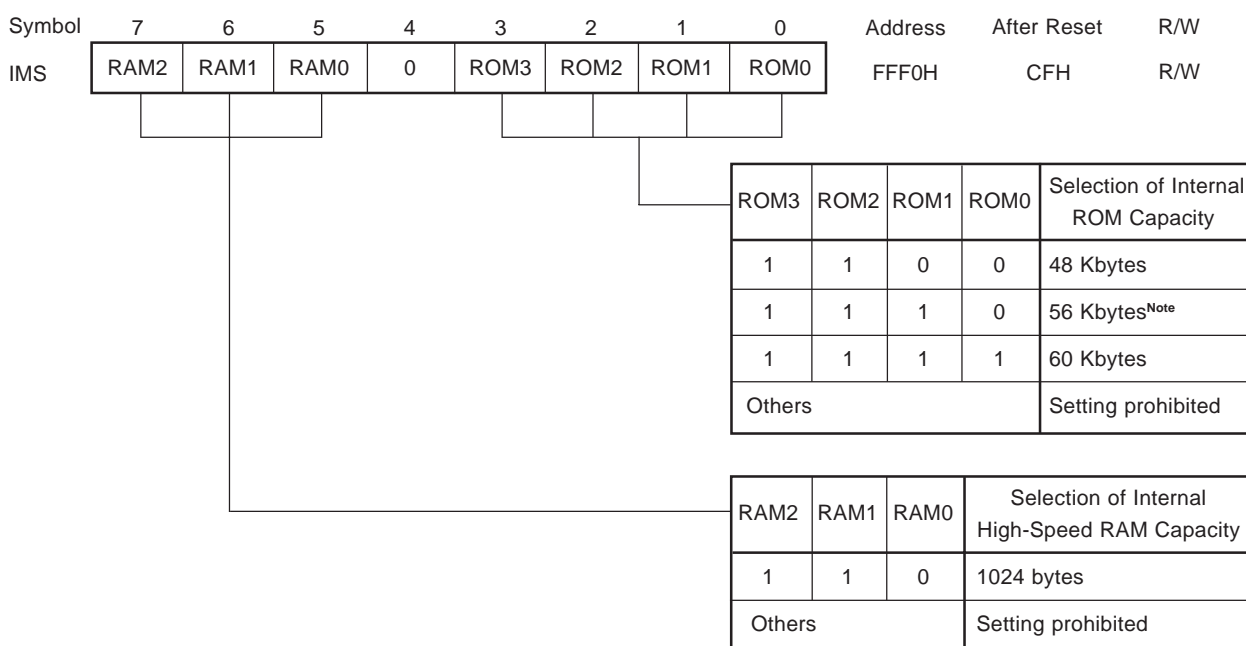 Symbol 7 6 5 4 3 2 1 0 Address After Reset R/W
IMS RAM2 RAM1 RAM0 0 ROM3 ROM2 ROM1 ROM0 FFF0H CFH R/W
ROM3 ROM2 ROM1 ROM0 Selection of Internal
ROM Capacity
1 1 0 0 48 Kbytes
1 1 1 0 56 KbytesNote
1 1 1 1 60 Kbytes
Others Setting prohibited
RAM2 RAM1 RAM0 Selection of Internal
High-Speed RAM Capacity
1 1 0 1024 bytes
Others Setting prohibited